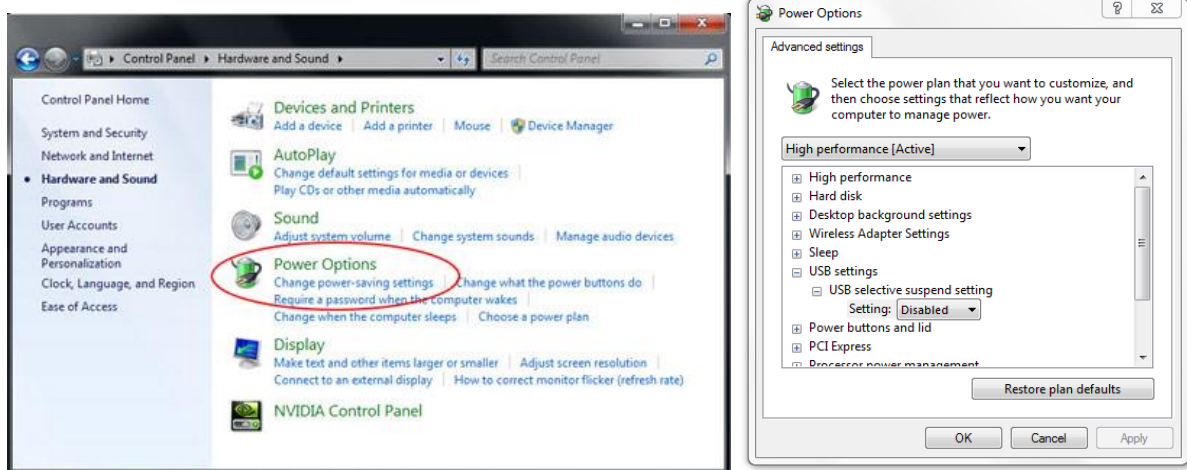 Control Panel Hardware and Sound Search Control Panel
Control Panel Home
System and Security
Network and Internet
Hardware and Sound
Programs
User Accounts
Appearance and
Personalization
Clock, Language, and Region
Ease of Access
Devices and Printers
Add a device Add a printer Mouse Device Manager
AutoPlay
Change default settings for media or devices
Play CDs or other media automatically
Sound
Adjust system volume Change system sounds Manage audio devices
Power Options
Change power-saving settings Change what the power buttons do
Require a password when the computer wakes
Change when the computer sleeps Choose a power plan
Display
Make text and other items larger or smaller Adjust screen resolution
Connect to an external display How to correct monitor flicker (refresh rate)
NVIDIA Control Panel
Power Options
Advanced settings
Select the power plan that you want to customize, and
then choose settings that reflect how you want your
computer to manage power.
High performance [Active]
High performance
Hard disk
Desktop background settings
Wireless Adapter Settings
Sleep
USB settings
USB selective suspend setting
Setting: Disabled
Power buttons and lid
PCI Express
Processor power management
Restore plan defaults
OK Cancel Apply